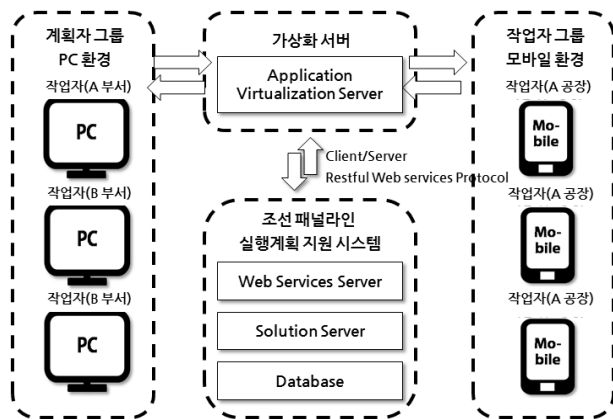 계획자 그룹
PC 환경
작업자(A 부서)
PC
작업자(B 부서)
PC
작업자(B 부서)
PC
가상화 서버
Application
Virtualization Server
Client/Server
Restful Web services Protocol
조선 패널라인
실행계획 지원 시스템
Web Services Server
Solution Server
Database
작업자 그룹
모바일 환경
작업자(A 공장)
Mo-
bile
작업자(A 공장)
Mo-
bile
작업자(A 공장)
Mo-
bile